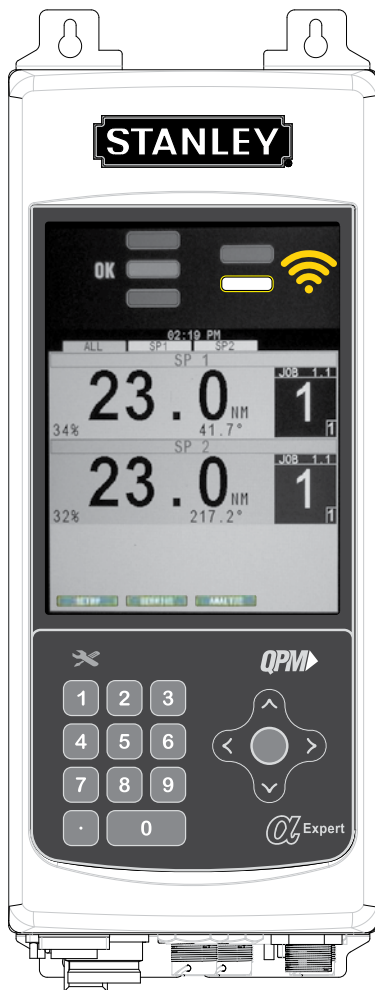 STANLEY
OK
02:19 PM
ALL SP1 SP2
SP 1
JOB 1.1
23.0 NM
1
34% 41.7° 1
SP 2
JOB 1.1
23.0 NM
1
32% 217.2° 1
SETUP SERVICE ANALYZE
QPM
1 2 3
4 5 6
7 8 9
. 0
α Expert